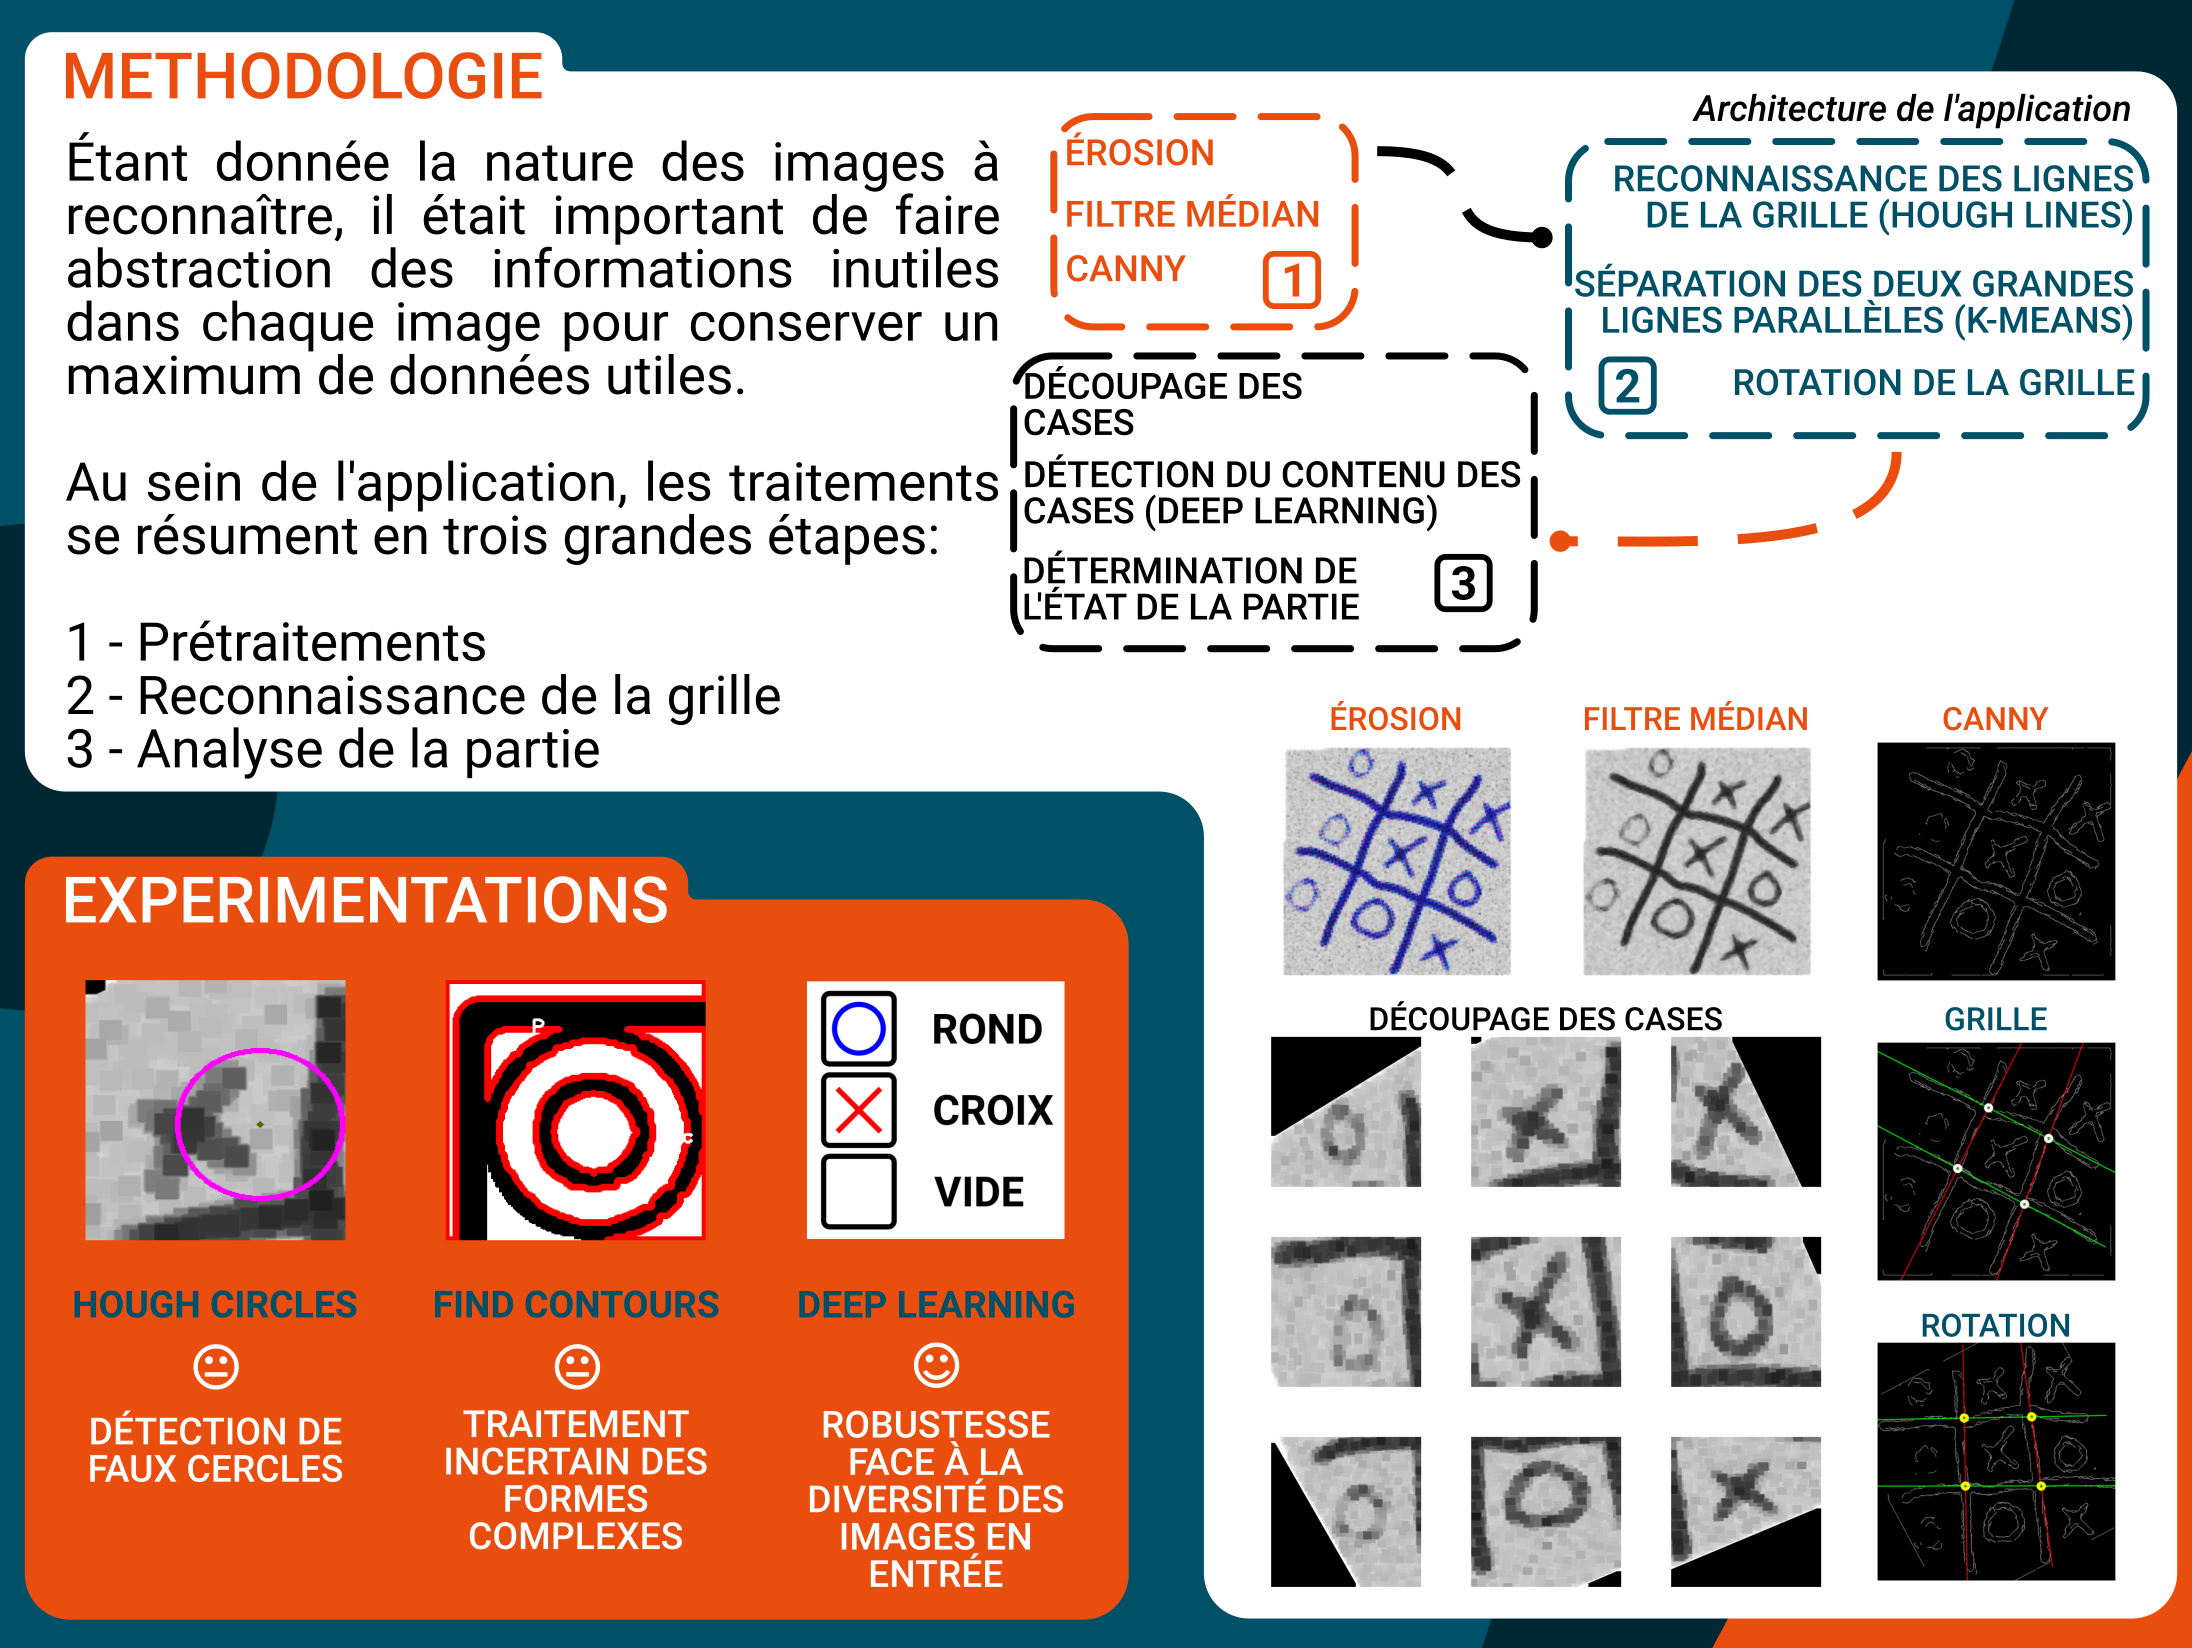 METHODOLOGIE
Étant donnée la nature des images à
reconnaître, il était important de faire
abstraction des informations inutiles
dans chaque image pour conserver un
maximum de données utiles.
Au sein de l'application, les traitements
se résument en trois grandes étapes:
1 - Prétraitements
2 - Reconnaissance de la grille
3 - Analyse de la partie
Architecture de l'application
ÉROSION
FILTRE MÉDIAN
CANNY
1
RECONNAISSANCE DES LIGNES
DE LA GRILLE (HOUGH LINES)
SÉPARATION DES DEUX GRANDES
LIGNES PARALLÈLES (K-MEANS)
2
ROTATION DE LA GRILLE
DÉCOUPAGE DES
CASES
DÉTECTION DU CONTENU DES
CASES (DEEP LEARNING)
DÉTERMINATION DE
L'ÉTAT DE LA PARTIE
3
ÉROSION
FILTRE MÉDIAN
CANNY
DÉCOUPAGE DES CASES
GRILLE
ROTATION
EXPERIMENTATIONS
P
C
ROND
CROIX
VIDE
HOUGH CIRCLES
DÉTECTION DE
FAUX CERCLES
FIND CONTOURS
TRAITEMENT
INCERTAIN DES
FORMES
COMPLEXES
DEEP LEARNING
ROBUSTESSE
FACE À LA
DIVERSITÉ DES
IMAGES EN
ENTRÉE